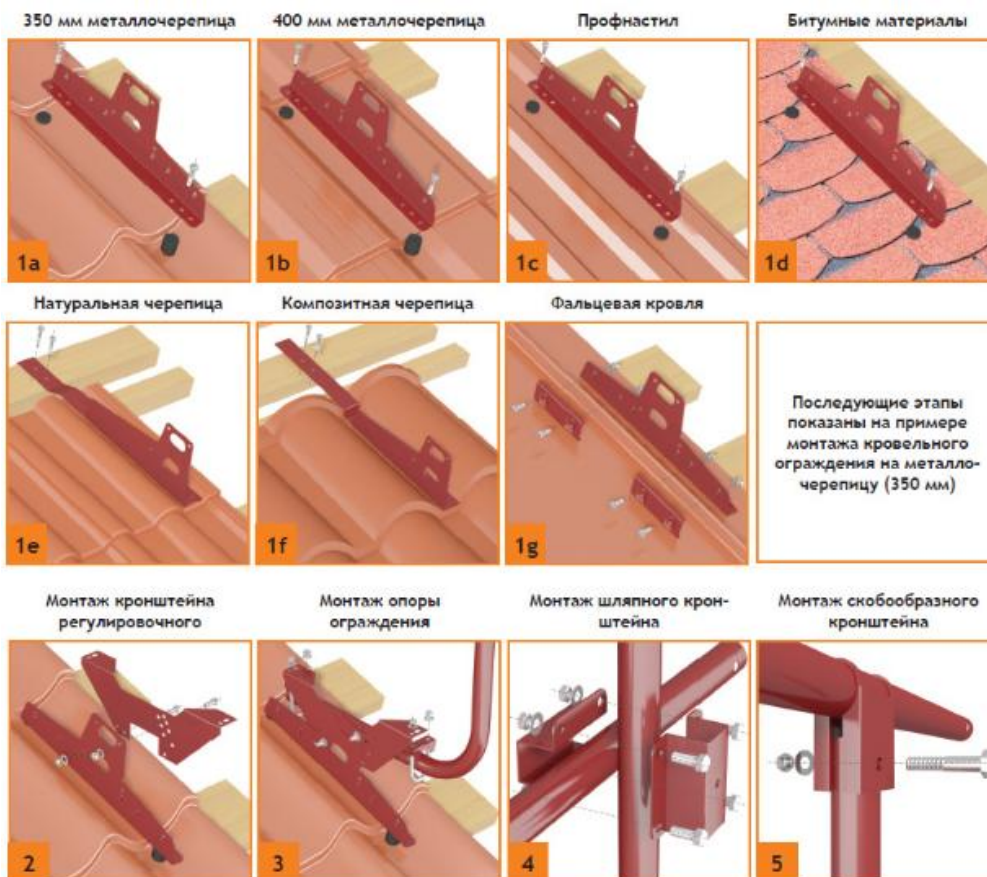 350 мм металлочерепица
400 мм металлочерепица
Профнастил
Битумные материалы
1a
1b
1c
1d
Натуральная черепица
Композитная черепица
Фальцевая кровля
1e
1f
1g
Последующие этапы
показаны на примере
монтажа кровельного
ограждения на металло-
черепицу (350 мм)
Монтаж кронштейна
регулировочного
Монтаж опоры
ограждения
Монтаж шляпного крон-
штейна
Монтаж скобообразного
кронштейна
2
3
4
5